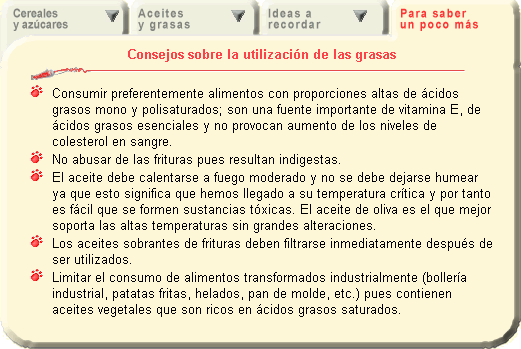 Cereales y azúcares
Aceites y grasas
Ideas a recordar
Para saber un poco más
Consejos sobre la utilización de las grasas
Consumir preferentemente alimentos con proporciones altas de ácidos
grasos mono y polisaturados; son una fuente importante de vitamina E, de
ácidos grasos esenciales y no provocan aumento de los niveles de
colesterol en sangre.
No abusar de las frituras pues resultan indigestas.
El aceite debe calentarse a fuego moderado y no se debe dejarse humear
ya que esto significa que hemos llegado a su temperatura crítica y por tanto
es fácil que se formen sustancias tóxicas. El aceite de oliva es el que mejor
soporta las altas temperaturas sin grandes alteraciones.
Los aceites sobrantes de frituras deben filtrarse inmediatamente después de
ser utilizados.
Limitar el consumo de alimentos transformados industrialmente (bollería
industrial, patatas fritas, helados, pan de molde, etc.) pues contienen
aceites vegetales que son ricos en ácidos grasos saturados.